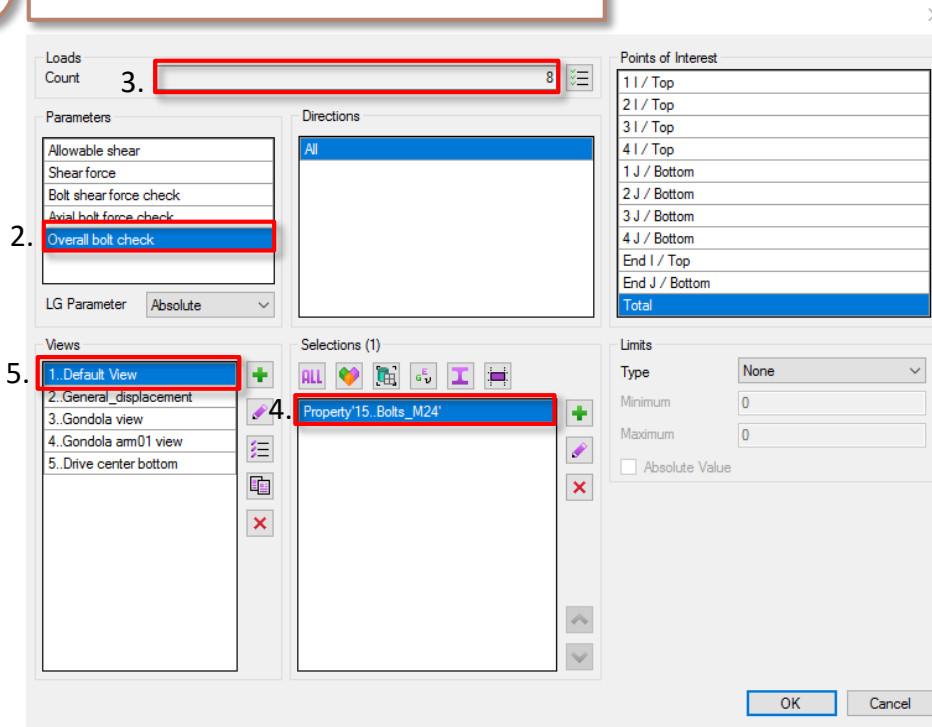 Loads
Count
3.
8
Parameters
Allowable shear
Shear force
Bolt shear force check
Axial bolt force check
2.
Overall bolt check
LG Parameter Absolute
Directions
All
Points of Interest
1 I / Top
2 I / Top
3 I / Top
4 I / Top
1 J / Bottom
2 J / Bottom
3 J / Bottom
4 J / Bottom
End I / Top
End J / Bottom
Total
Views
5.
1..Default View
2..General_displacement
3..Gondola view
4..Gondola arm01 view
5..Drive center bottom
Selections (1)
ALL
4.
Property'15..Bolts_M24'
Limits
Type None
Minimum 0
Maximum 0
Absolute Value
OK Cancel